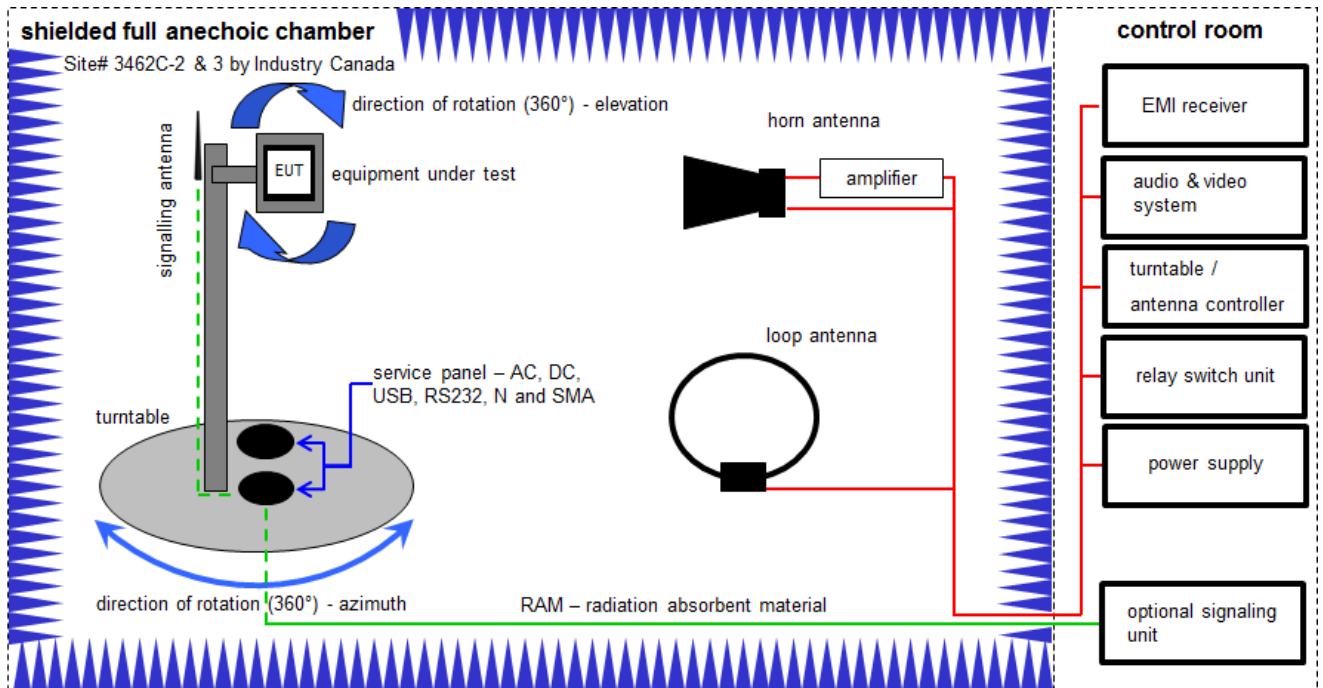 shielded full anechoic chamber
Site# 3462C-2 & 3 by Industry Canada
direction of rotation (360°) - elevation
signalling antenna
EUT
equipment under test
horn antenna
amplifier
loop antenna
service panel – AC, DC,
USB, RS232, N and SMA
turntable
direction of rotation (360°) - azimuth
RAM – radiation absorbent material
control room
EMI receiver
audio & video
system
turntable /
antenna controller
relay switch unit
power supply
optional signaling
unit